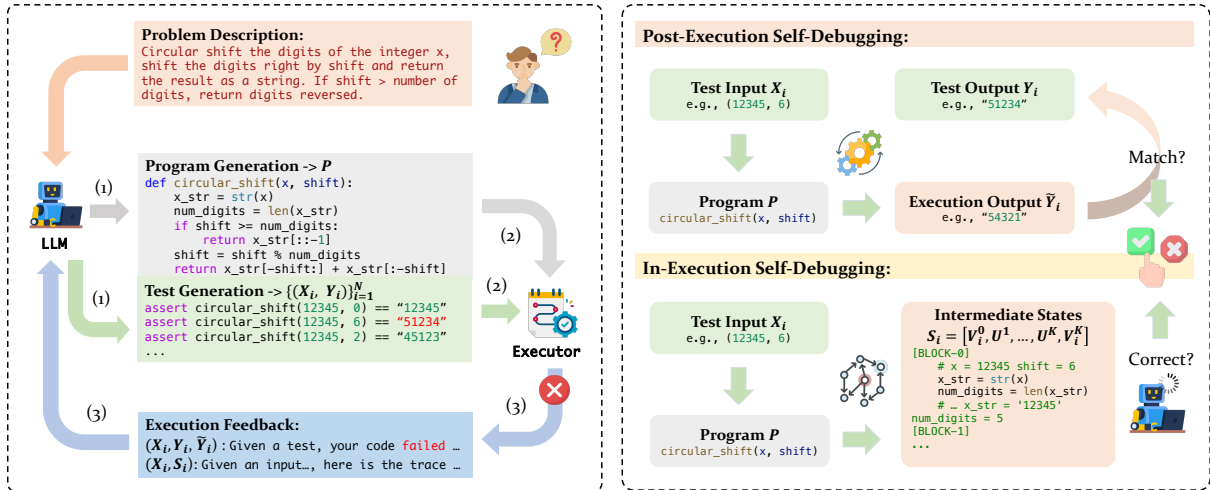 Problem Description:
Circular shift the digits of the integer x,
shift the digits right by shift and return
the result as a string. If shift > number of
digits, return digits reversed.
Program Generation -> P
def circular_shift(x, shift):
x_str = str(x)
num_digits = len(x_str)
if shift >= num_digits:
return x_str[::-1]
shift = shift % num_digits
return x_str[-shift:] + x_str[:-shift]
(1)
LLM
(2)
Test Generation -> {(Xᵢ, Yᵢ)}ᴺᵢ₌₁
assert circular_shift(12345, 0) == “12345”
assert circular_shift(12345, 6) == “51234”
assert circular_shift(12345, 2) == “45123”
...
(1)
(2)
Executor
(3)
(3)
Execution Feedback:
(Xᵢ, Yᵢ, Ỹᵢ) : Given a test, your code failed …
(Xᵢ, Sᵢ): Given an input…, here is the trace …
Post-Execution Self-Debugging:
Test Input Xᵢ
e.g., (12345, 6)
Test Output Yᵢ
e.g., “51234”
Match?
Program P
circular_shift(x, shift)
Execution Output Ỹᵢ
e.g., “54321”
In-Execution Self-Debugging:
Test Input Xᵢ
e.g., (12345, 6)
Program P
circular_shift(x, shift)
Intermediate States
Sᵢ = [Vᵢ⁰, U¹, …, Uᴷ, Vᵢᴷ]
[BLOCK-0]
# x = 12345 shift = 6
x_str = str(x)
num_digits = len(x_str)
# … x_str = '12345'
num_digits = 5
[BLOCK-1]
...
Correct?